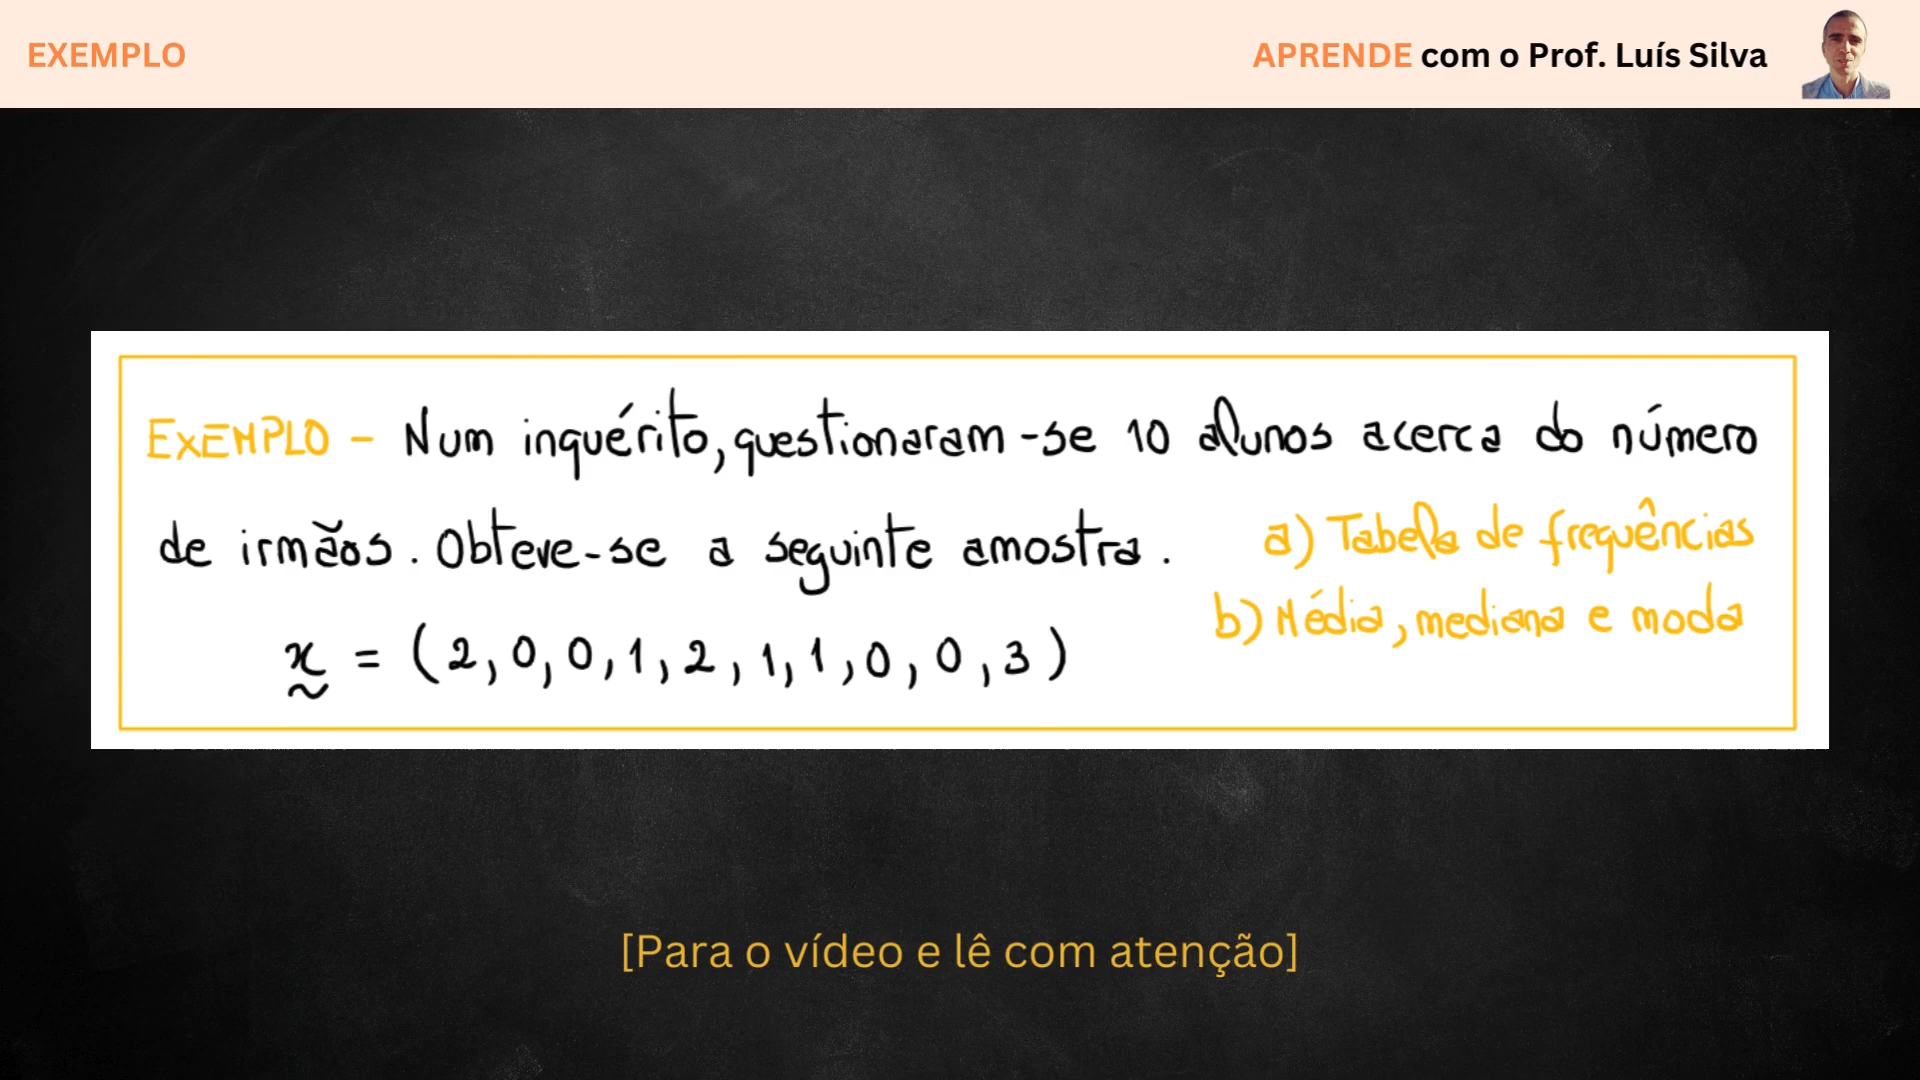 EXEMPLO
APRENDE com o Prof. Luís Silva
EXEMPLO - Num inquérito, questionaram-se 10 alunos acerca do número
de irmãos. Obteve-se a seguinte amostra.
a) Tabela de frequências
b) Média, mediana e moda
x̰ = (2, 0, 0, 1, 2, 1, 1, 0, 0, 3)
[Para o vídeo e lê com atenção]